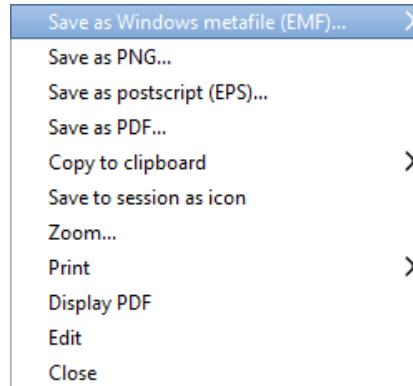 Save as Windows metafile (EMF)...
Save as PNG...
Save as postscript (EPS)...
Save as PDF...
Copy to clipboard
Save to session as icon
Zoom...
Print
Display PDF
Edit
Close